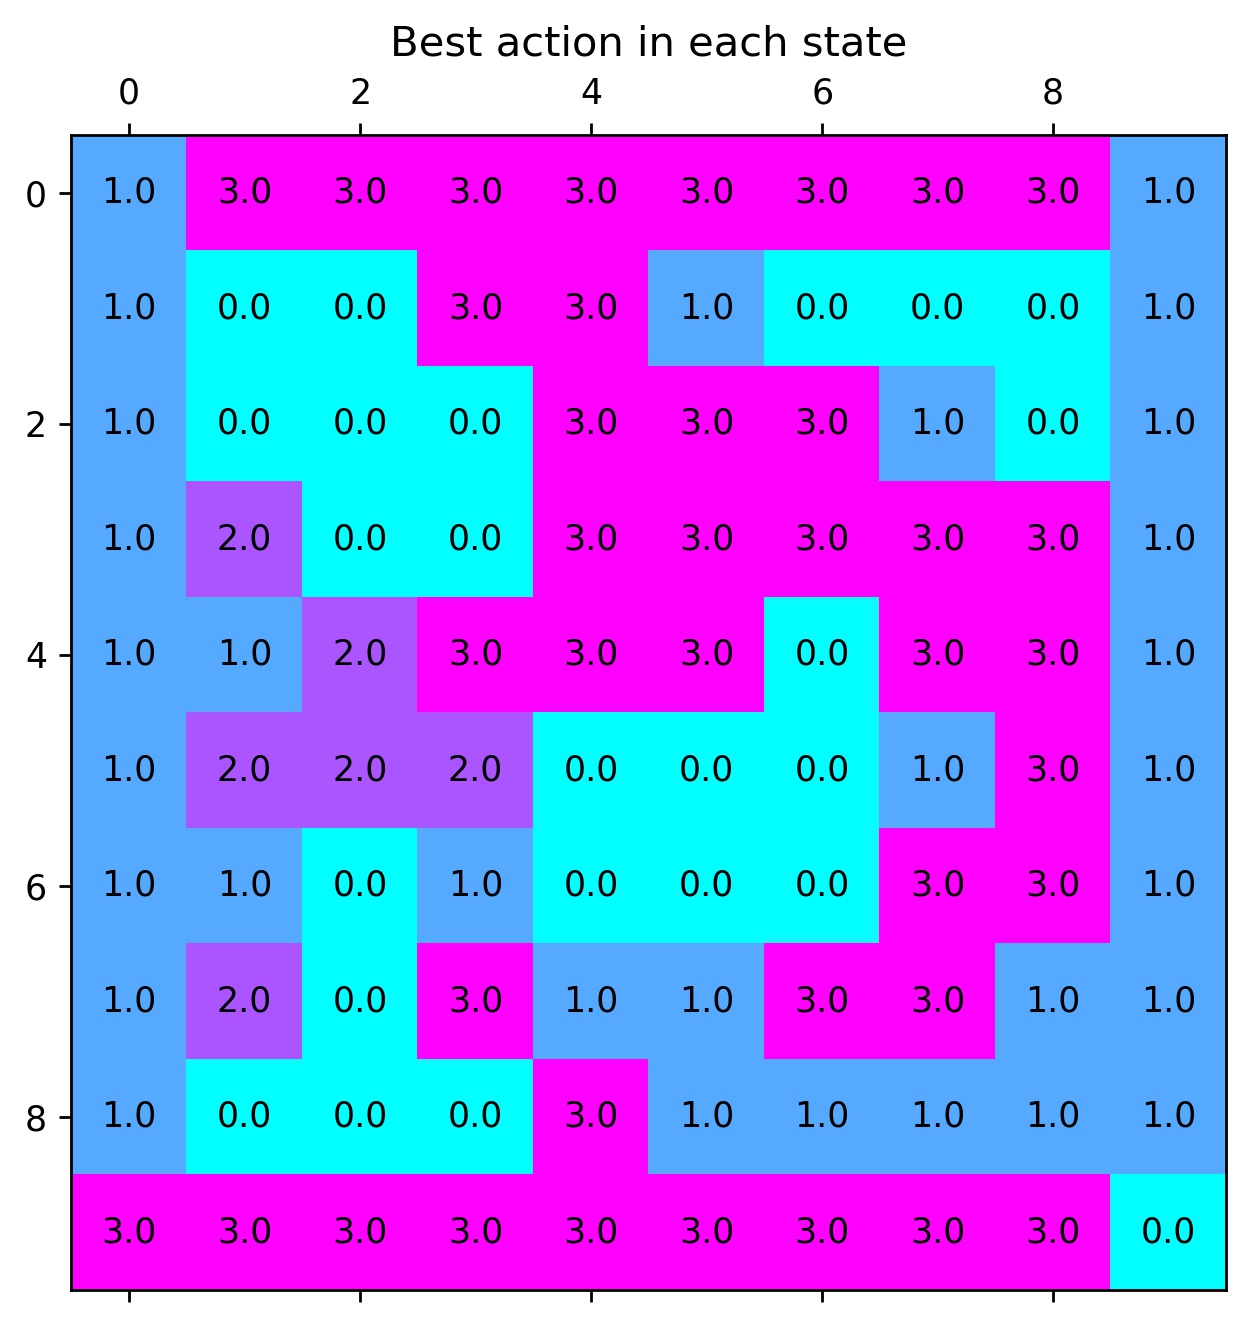 Best action in each state
0 2 4 6 8
0 1.0 3.0 3.0 3.0 3.0 3.0 3.0 3.0 3.0 1.0
1.0 0.0 0.0 3.0 3.0 1.0 0.0 0.0 0.0 1.0
2 1.0 0.0 0.0 0.0 3.0 3.0 3.0 1.0 0.0 1.0
1.0 2.0 0.0 0.0 3.0 3.0 3.0 3.0 3.0 1.0
4 1.0 1.0 2.0 3.0 3.0 3.0 0.0 3.0 3.0 1.0
1.0 2.0 2.0 2.0 0.0 0.0 0.0 1.0 3.0 1.0
6 1.0 1.0 0.0 1.0 0.0 0.0 0.0 3.0 3.0 1.0
1.0 2.0 0.0 3.0 1.0 1.0 3.0 3.0 1.0 1.0
8 1.0 0.0 0.0 0.0 3.0 1.0 1.0 1.0 1.0 1.0
3.0 3.0 3.0 3.0 3.0 3.0 3.0 3.0 3.0 0.0